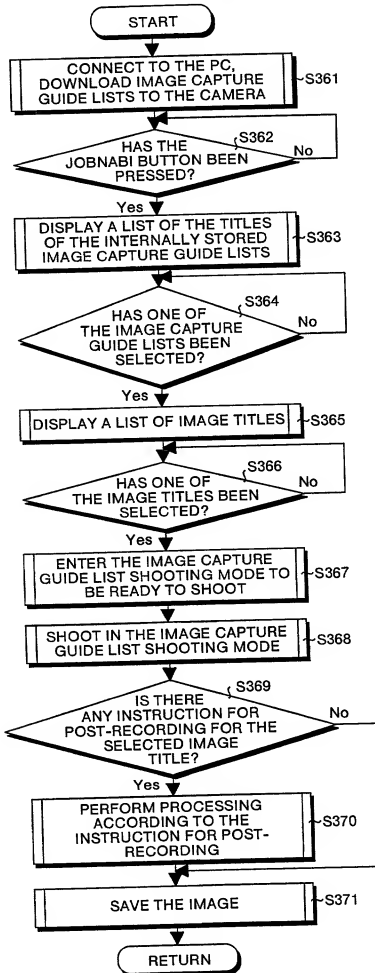 START
CONNECT TO THE PC,
DOWNLOAD IMAGE CAPTURE
GUIDE LISTS TO THE CAMERA
S361
HAS THE
JOBNABI BUTTON BEEN
PRESSED?
S362
No
Yes
DISPLAY A LIST OF THE TITLES
OF THE INTERNALLY STORED
IMAGE CAPTURE GUIDE LISTS
S363
HAS ONE OF
THE IMAGE CAPTURE
GUIDE LISTS BEEN
SELECTED?
S364
No
Yes
DISPLAY A LIST OF IMAGE TITLES
S365
HAS ONE OF
THE IMAGE TITLES BEEN
SELECTED?
S366
No
Yes
ENTER THE IMAGE CAPTURE
GUIDE LIST SHOOTING MODE TO
BE READY TO SHOOT
S367
SHOOT IN THE IMAGE CAPTURE
GUIDE LIST SHOOTING MODE
S368
IS THERE
ANY INSTRUCTION FOR
POST-RECORDING FOR THE
SELECTED IMAGE
TITLE?
S369
No
Yes
PERFORM PROCESSING
ACCORDING TO THE
INSTRUCTION FOR POST-
RECORDING
S370
SAVE THE IMAGE
S371
RETURN